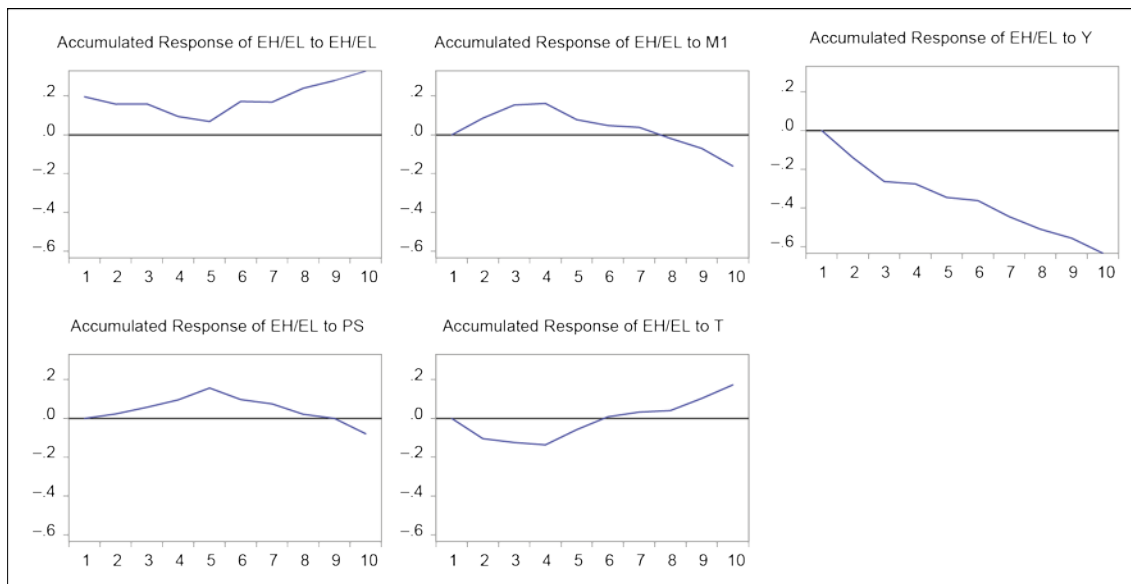 Accumulated Response of EH/EL to EH/EL
.2
.0
−.2
−.4
−.6
1 2 3 4 5 6 7 8 9 10
Accumulated Response of EH/EL to M1
.2
.0
−.2
−.4
−.6
1 2 3 4 5 6 7 8 9 10
Accumulated Response of EH/EL to Y
.2
.0
−.2
−.4
−.6
1 2 3 4 5 6 7 8 9 10
Accumulated Response of EH/EL to PS
.2
.0
−.2
−.4
−.6
1 2 3 4 5 6 7 8 9 10
Accumulated Response of EH/EL to T
.2
.0
−.2
−.4
−.6
1 2 3 4 5 6 7 8 9 10